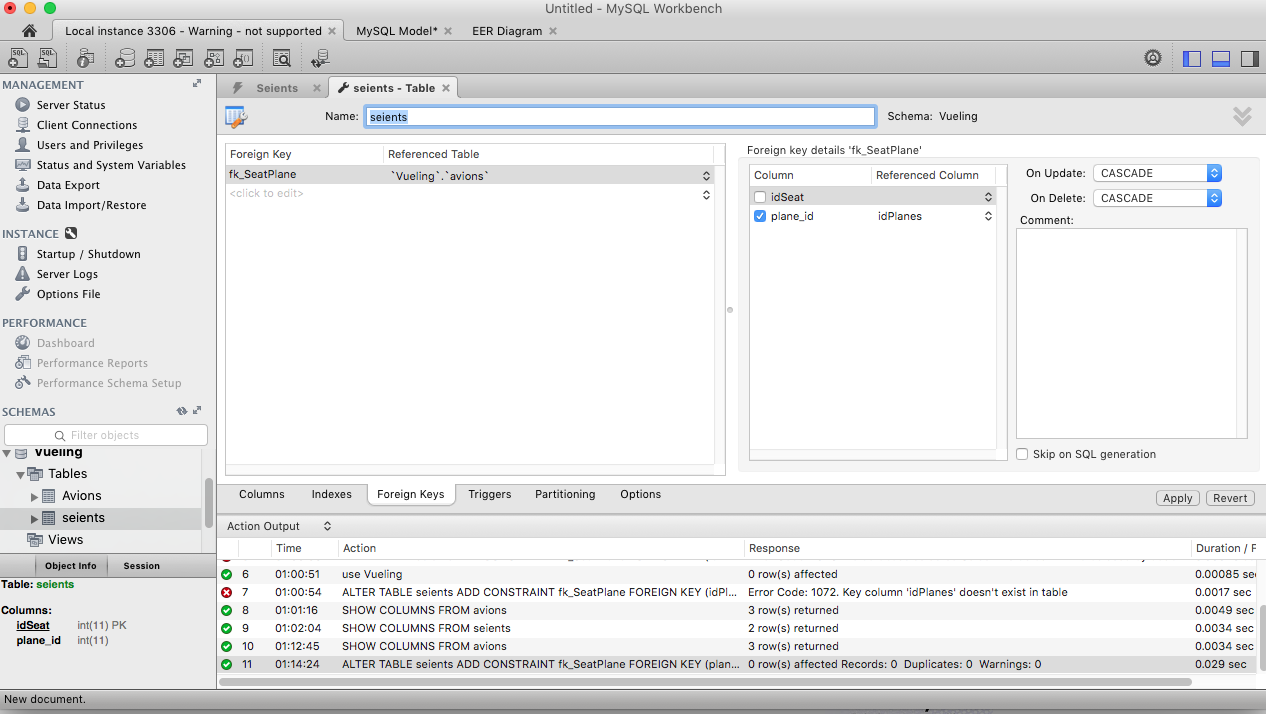 Untitled - MySQL Workbench
Local instance 3306 - Warning - not supported
MySQL Model*
EER Diagram
MANAGEMENT
Server Status
Client Connections
Users and Privileges
Status and System Variables
Data Export
Data Import/Restore
INSTANCE
Startup / Shutdown
Server Logs
Options File
PERFORMANCE
Dashboard
Performance Reports
Performance Schema Setup
SCHEMAS
Filter objects
Vueling
Tables
Avions
seients
Views
Object Info Session
Table: seients
Columns:
idSeat int(11) PK
plane_id int(11)
Seients
seients - Table
Name: seients Schema: Vueling
Foreign Key Referenced Table
fk_SeatPlane `Vueling`.`avions`
<click to edit>
Foreign key details 'fk_SeatPlane'
Column Referenced Column
idSeat
plane_id idPlanes
On Update: CASCADE
On Delete: CASCADE
Comment:
Skip on SQL generation
Columns Indexes Foreign Keys Triggers Partitioning Options
Apply Revert
Action Output
Time Action Response Duration / F
6 01:00:51 use Vueling 0 row(s) affected 0.00085 se
7 01:00:54 ALTER TABLE seients ADD CONSTRAINT fk_SeatPlane FOREIGN KEY (idPl... Error Code: 1072. Key column 'idPlanes' doesn't exist in table 0.0017 sec
8 01:01:16 SHOW COLUMNS FROM avions 3 row(s) returned 0.0049 sec
9 01:02:04 SHOW COLUMNS FROM seients 2 row(s) returned 0.0034 sec
10 01:12:45 SHOW COLUMNS FROM avions 3 row(s) returned 0.0034 sec
11 01:14:24 ALTER TABLE seients ADD CONSTRAINT fk_SeatPlane FOREIGN KEY (plan... 0 row(s) affected Records: 0 Duplicates: 0 Warnings: 0 0.029 sec
New document.